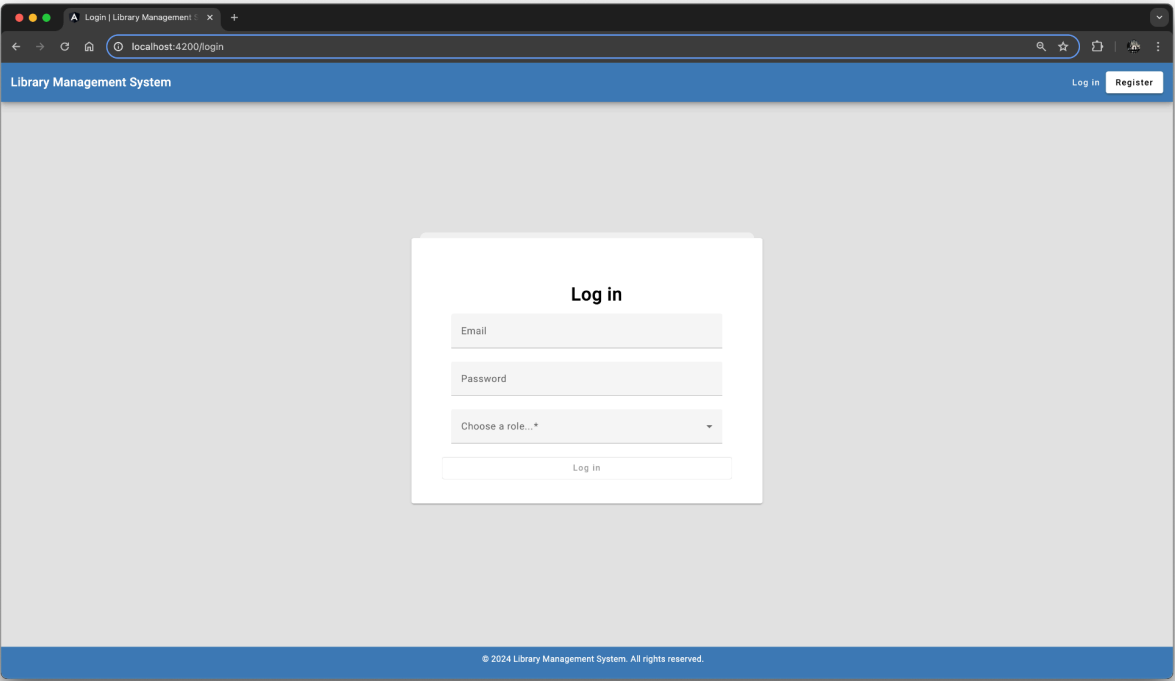 Login | Library Management S
localhost:4200/login
Library Management System
Log in
Register
Log in
Email
Password
Choose a role...*
Log in
© 2024 Library Management System. All rights reserved.